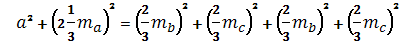 a² + (2 1/3 mₐ)² = (2/3 m_b)² + (2/3 m_c)² + (2/3 m_b)² + (2/3 m_c)²